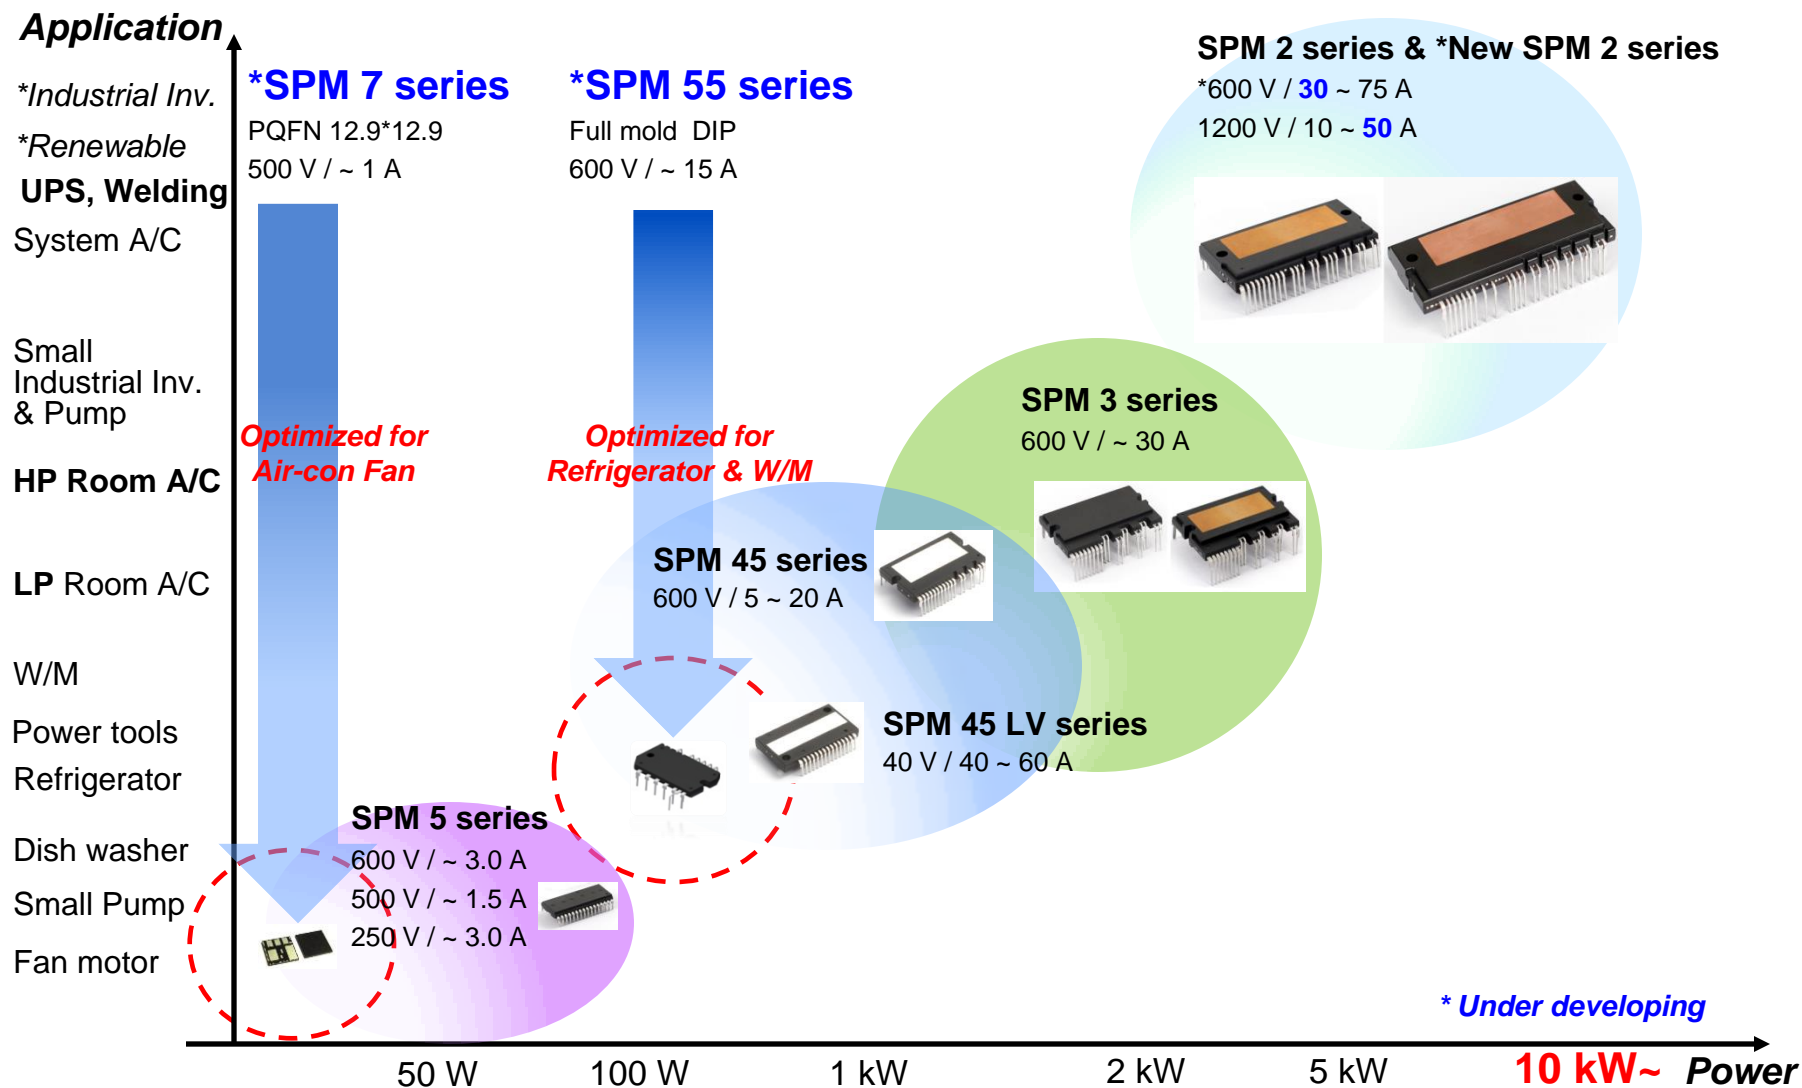 Application
*Industrial Inv.
*Renewable
UPS, Welding
System A/C
Small
Industrial Inv.
& Pump
HP Room A/C
LP Room A/C
W/M
Power tools
Refrigerator
Dish washer
Small Pump
Fan motor
*SPM 7 series
PQFN 12.9*12.9
500 V / ~ 1 A
Optimized for
Air-con Fan
*SPM 55 series
Full mold  DIP
600 V / ~ 15 A
Optimized for
Refrigerator & W/M
SPM 2 series & *New SPM 2 series
*600 V / 30 ~ 75 A
1200 V / 10 ~ 50 A
SPM 3 series
600 V / ~ 30 A
SPM 45 series
600 V / 5 ~ 20 A
SPM 45 LV series
40 V / 40 ~ 60 A
SPM 5 series
600 V / ~ 3.0 A
500 V / ~ 1.5 A
250 V / ~ 3.0 A
* Under developing
50 W
100 W
1 kW
2 kW
5 kW
10 kW~
Power